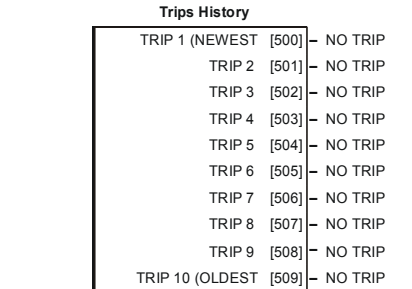 Trips History
TRIP 1 (NEWEST [500] – NO TRIP
TRIP 2 [501] – NO TRIP
TRIP 3 [502] – NO TRIP
TRIP 4 [503] – NO TRIP
TRIP 5 [504] – NO TRIP
TRIP 6 [505] – NO TRIP
TRIP 7 [506] – NO TRIP
TRIP 8 [507] – NO TRIP
TRIP 9 [508] – NO TRIP
TRIP 10 (OLDEST [509] – NO TRIP